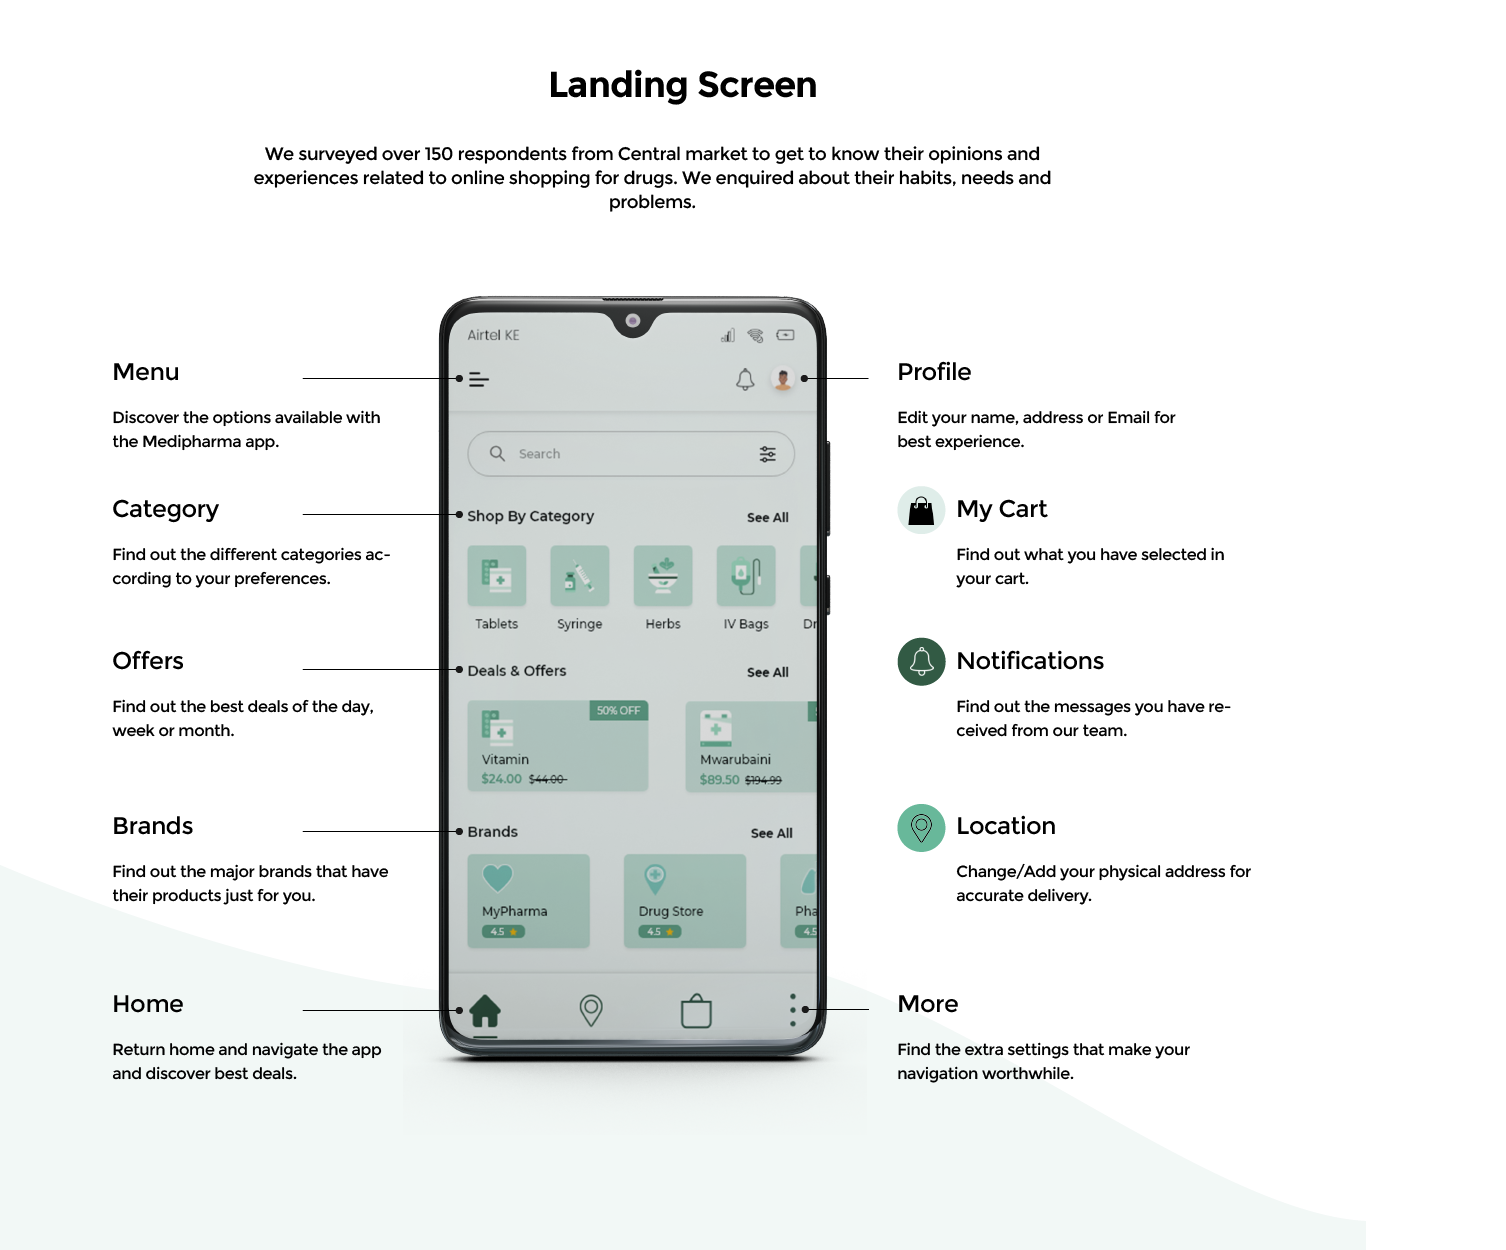 Landing Screen
We surveyed over 150 respondents from Central market to get to know their opinions and
experiences related to online shopping for drugs. We enquired about their habits, needs and
problems.
Menu
Discover the options available with
the Medipharma app.
Category
Find out the different categories ac-
cording to your preferences.
Offers
Find out the best deals of the day,
week or month.
Brands
Find out the major brands that have
their products just for you.
Home
Return home and navigate the app
and discover best deals.
Airtel KE
Search
Shop By Category See All
Tablets Syringe Herbs IV Bags Dr
Deals & Offers See All
50% OFF
Vitamin
$24.00 $44.00
Mwarubaini
$89.50 $194.99
Brands See All
MyPharma
4.5
Drug Store
4.5
Pha
4.5
Profile
Edit your name, address or Email for
best experience.
My Cart
Find out what you have selected in
your cart.
Notifications
Find out the messages you have re-
ceived from our team.
Location
Change/Add your physical address for
accurate delivery.
More
Find the extra settings that make your
navigation worthwhile.